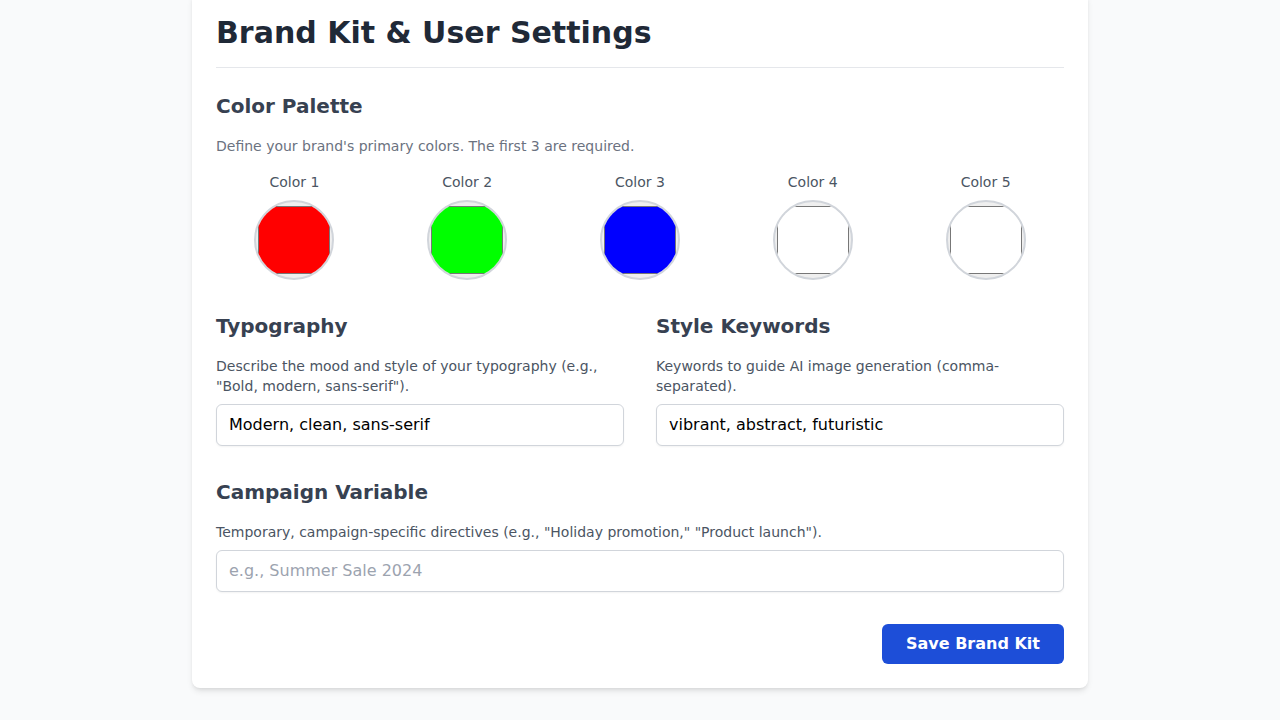 Brand Kit & User Settings
Color Palette
Define your brand's primary colors. The first 3 are required.
Color 1
Color 2
Color 3
Color 4
Color 5
Typography
Describe the mood and style of your typography (e.g.,
"Bold, modern, sans-serif").
Modern, clean, sans-serif
Style Keywords
Keywords to guide AI image generation (comma-
separated).
vibrant, abstract, futuristic
Campaign Variable
Temporary, campaign-specific directives (e.g., "Holiday promotion," "Product launch").
e.g., Summer Sale 2024
Save Brand Kit